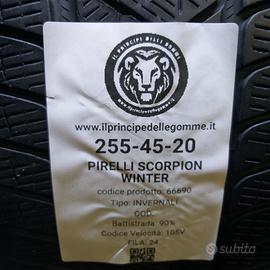 IL PRINCIPE DELLE GOMME
www.ilprincipedellegomme.it
255-45-20
PIRELLI SCORPION
WINTER
codice prodotto: 66690
Tipo: INVERNALI
COD.
Battistrada: 90%
Codice Velocità: 105V
FILA: 24
subito